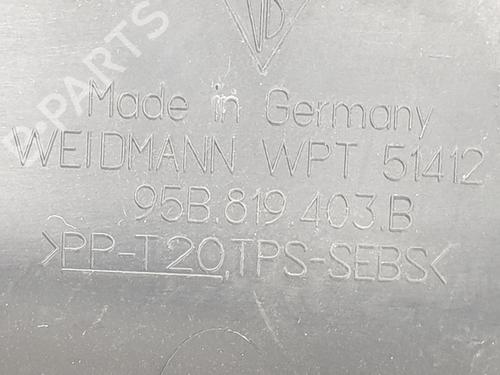 B-PARTS
Made in Germany
WEIDMANN WPT 51412
95B.819 403.B
>PP-T20,TPS-SEBS<